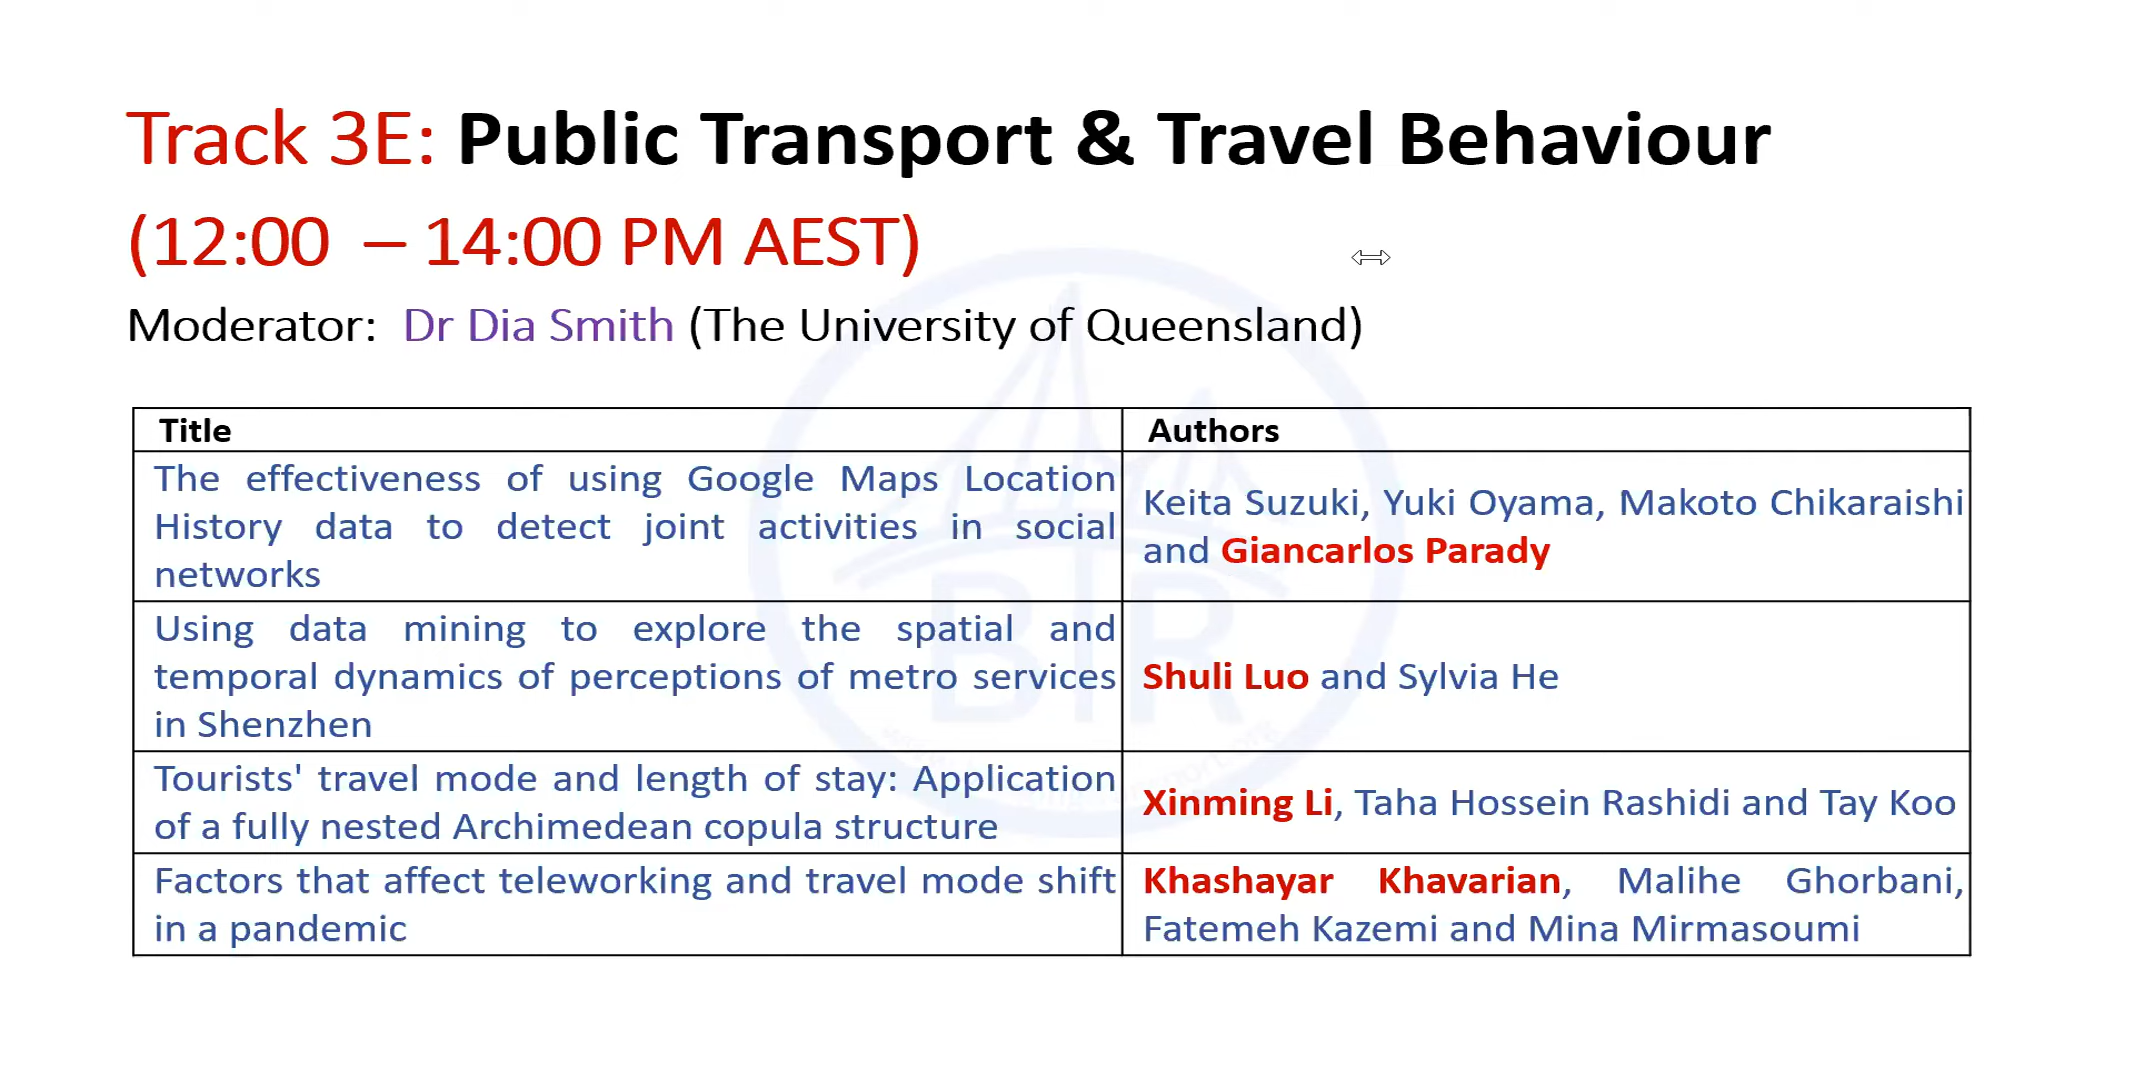 Track 3E: Public Transport & Travel Behaviour
(12:00 – 14:00 PM AEST)
Moderator: Dr Dia Smith (The University of Queensland)
Title
Authors
The effectiveness of using Google Maps Location
History data to detect joint activities in social
networks
Keita Suzuki, Yuki Oyama, Makoto Chikaraishi
and Giancarlos Parady
Using data mining to explore the spatial and
temporal dynamics of perceptions of metro services
in Shenzhen
Shuli Luo and Sylvia He
Tourists' travel mode and length of stay: Application
of a fully nested Archimedean copula structure
Xinming Li, Taha Hossein Rashidi and Tay Koo
Factors that affect teleworking and travel mode shift
in a pandemic
Khashayar Khavarian, Malihe Ghorbani,
Fatemeh Kazemi and Mina Mirmasoumi
BTR